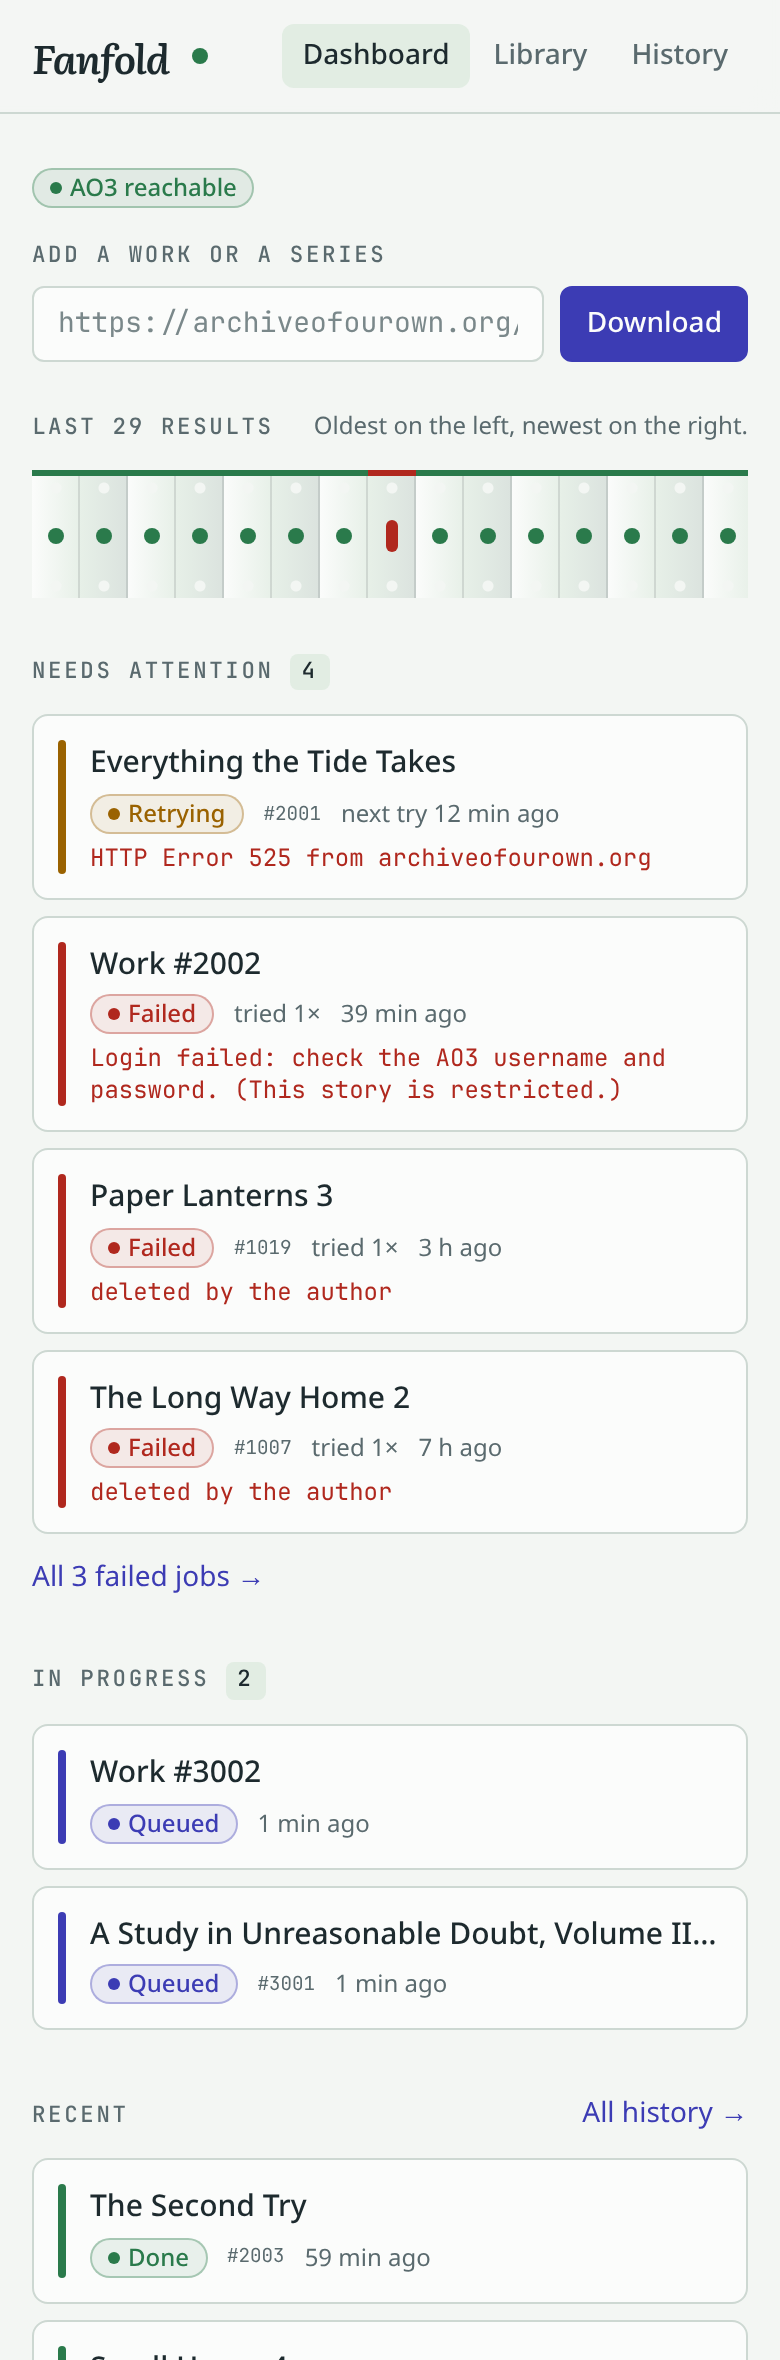 Fanfold
Dashboard
Library
History
AO3 reachable
ADD A WORK OR A SERIES
https://archiveofourown.org/
Download
LAST 29 RESULTS
Oldest on the left, newest on the right.
NEEDS ATTENTION 4
Everything the Tide Takes
Retrying #2001 next try 12 min ago
HTTP Error 525 from archiveofourown.org
Work #2002
Failed tried 1× 39 min ago
Login failed: check the AO3 username and
password. (This story is restricted.)
Paper Lanterns 3
Failed #1019 tried 1× 3 h ago
deleted by the author
The Long Way Home 2
Failed #1007 tried 1× 7 h ago
deleted by the author
All 3 failed jobs →
IN PROGRESS 2
Work #3002
Queued 1 min ago
A Study in Unreasonable Doubt, Volume II…
Queued #3001 1 min ago
RECENT
All history →
The Second Try
Done #2003 59 min ago